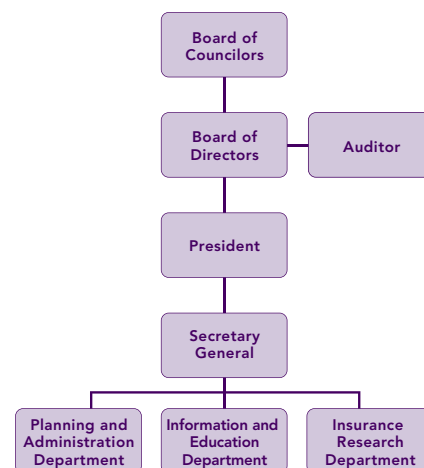 Board of
Councilors
Board of
Directors
Auditor
President
Secretary
General
Planning and
Administration
Department
Information and
Education
Department
Insurance
Research
Department